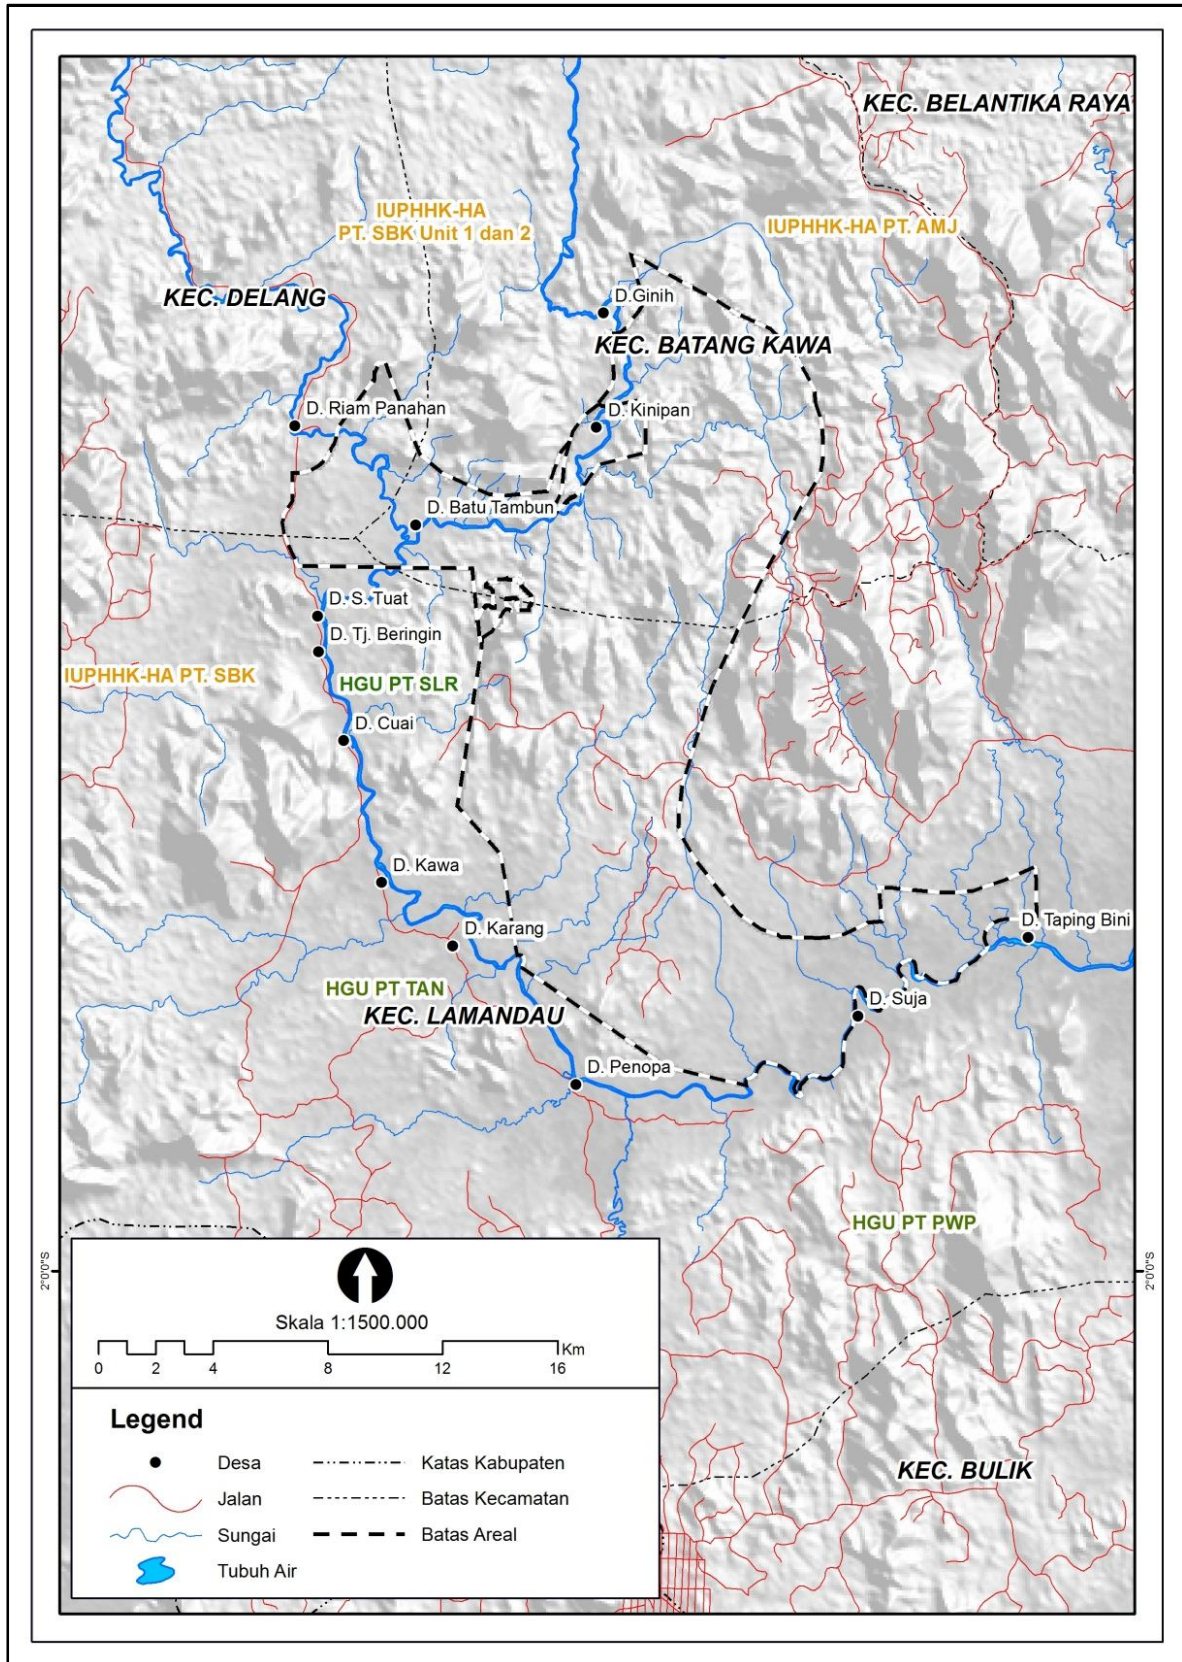 KEC. BELANTIKA RAYA
IUPHHK-HA
PT. SBK Unit 1 dan 2
IUPHHK-HA PT. AMJ
KEC. DELANG
D.Ginih
KEC. BATANG KAWA
D. Riam Panahan
D. Kinipan
D. Batu Tambun
D. S. Tuat
D. Tj. Beringin
IUPHHK-HA PT. SBK
HGU PT SLR
D. Cuai
D. Kawa
D. Karang
D. Taping Bini
HGU PT TAN
KEC. LAMANDAU
D. Suja
D. Penopa
HGU PT PWP
2°0'0"S
2°0'0"S
Skala 1:1500.000
Km
0 2 4 8 12 16
Legend
Desa
Katas Kabupaten
Jalan
Batas Kecamatan
Sungai
Batas Areal
Tubuh Air
KEC. BULIK